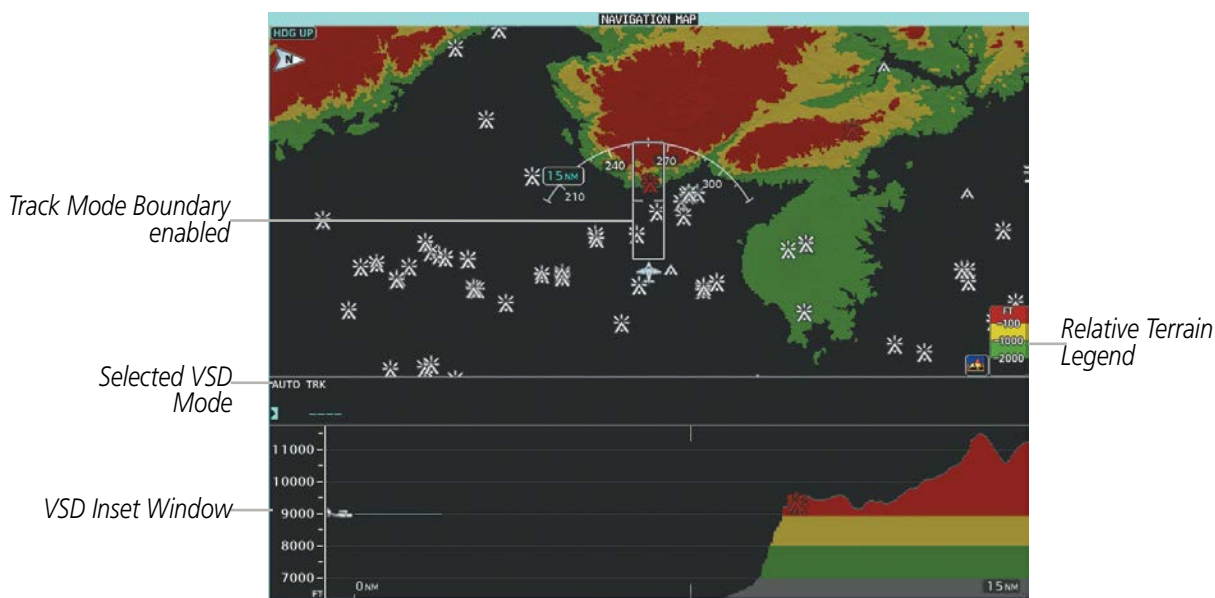 NAVIGATION MAP
HDG UP
N
240
270
15NM
210
300
Track Mode Boundary
enabled
FT
-100
-1000
-2000
Relative Terrain
Legend
Selected VSD
Mode
AUTO TRK
----
11000
10000
VSD Inset Window
9000
8000
7000
FT
0NM
15NM